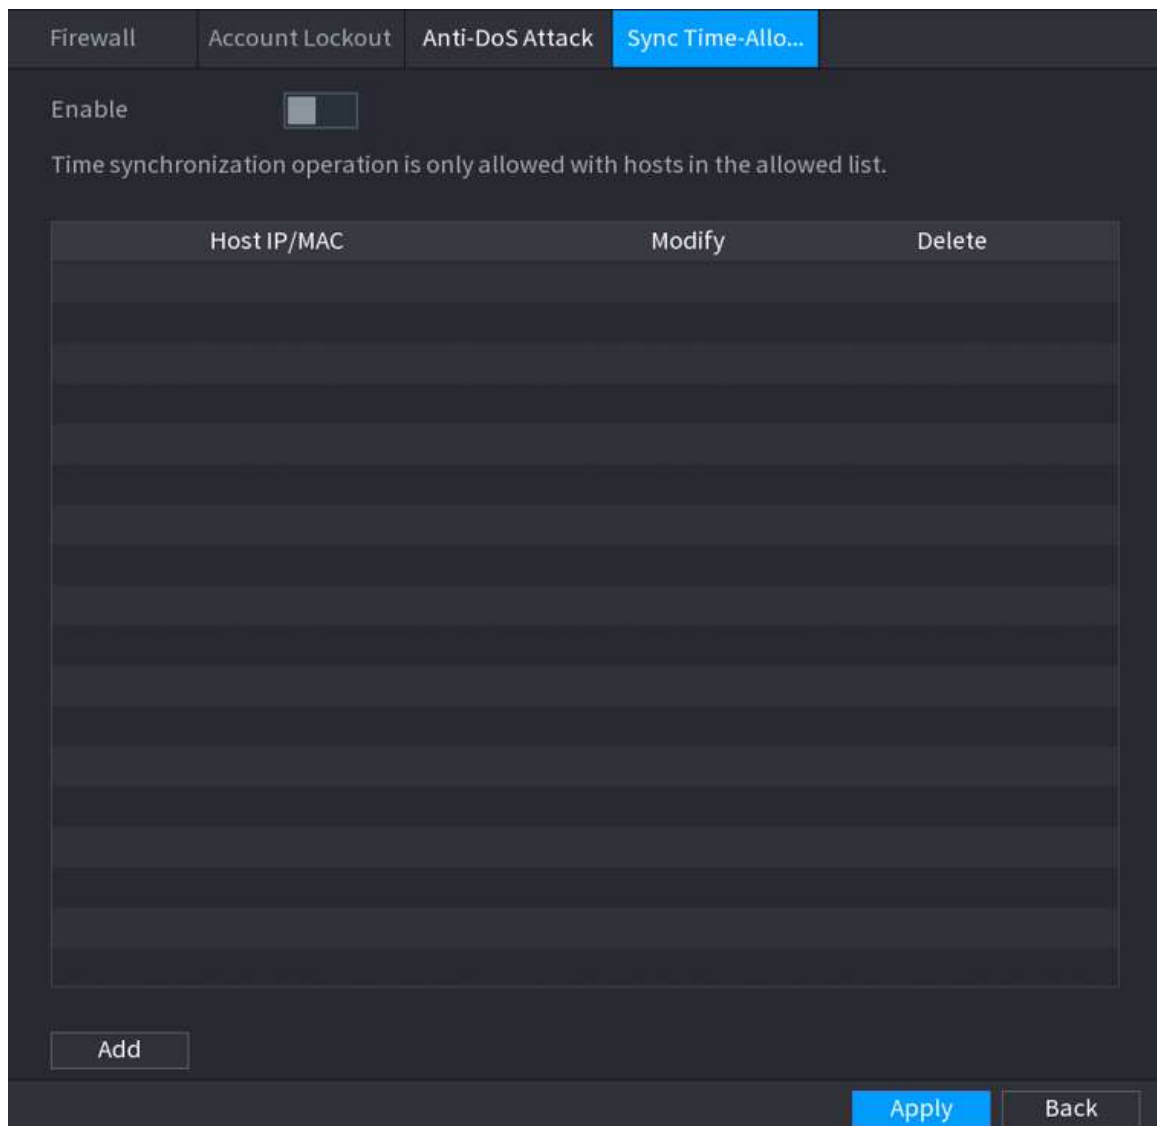 Firewall Account Lockout Anti-DoS Attack Sync Time-Allo...
Enable
Time synchronization operation is only allowed with hosts in the allowed list.
Host IP/MAC Modify Delete
Add
Apply Back